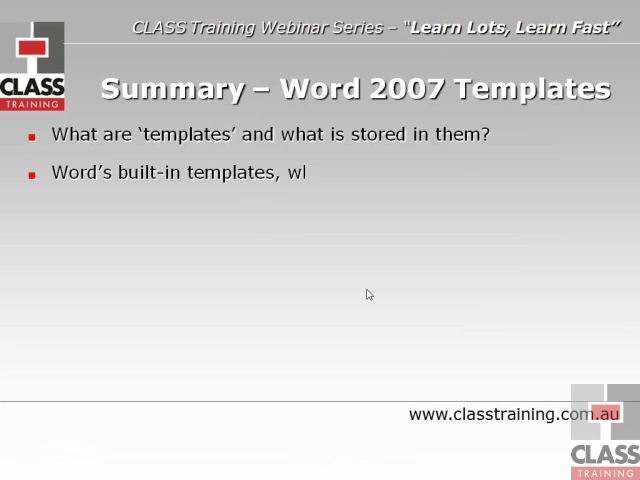 CLASS Training Webinar Series – "Learn Lots, Learn Fast”
CLASS
TRAINING
Summary – Word 2007 Templates
What are ‘templates’ and what is stored in them?
Word’s built-in templates,
www.classtraining.com.au
CLASS
TRAINING